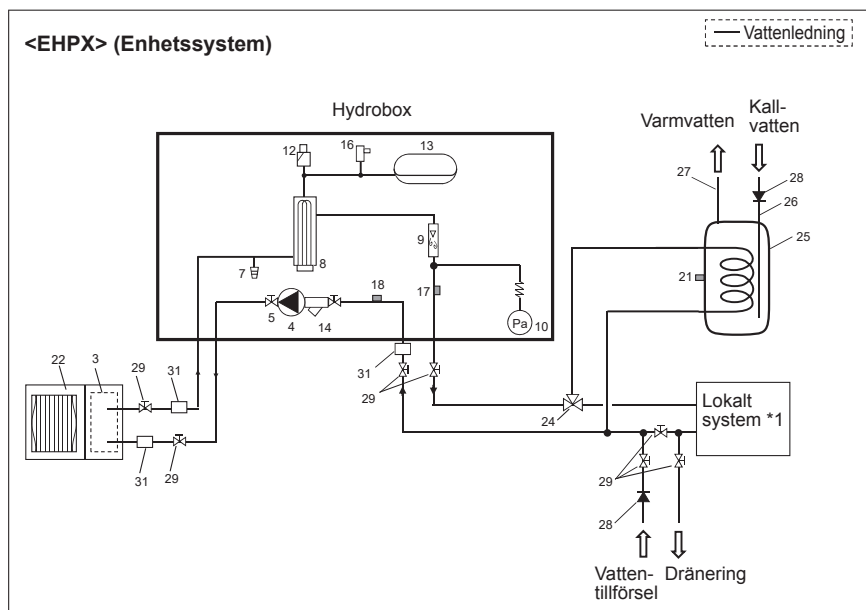 <EHPX> (Enhetssystem)
Vattenledning
Hydrobox
Varmvatten
Kall-
vatten
12
16
13
27
28
26
25
9
8
7
21
18
17
5
4
14
Pa
10
22
3
29
31
31
29
24
Lokalt
system *1
31
29
29
28
Vatten-
tillförsel
Dränering